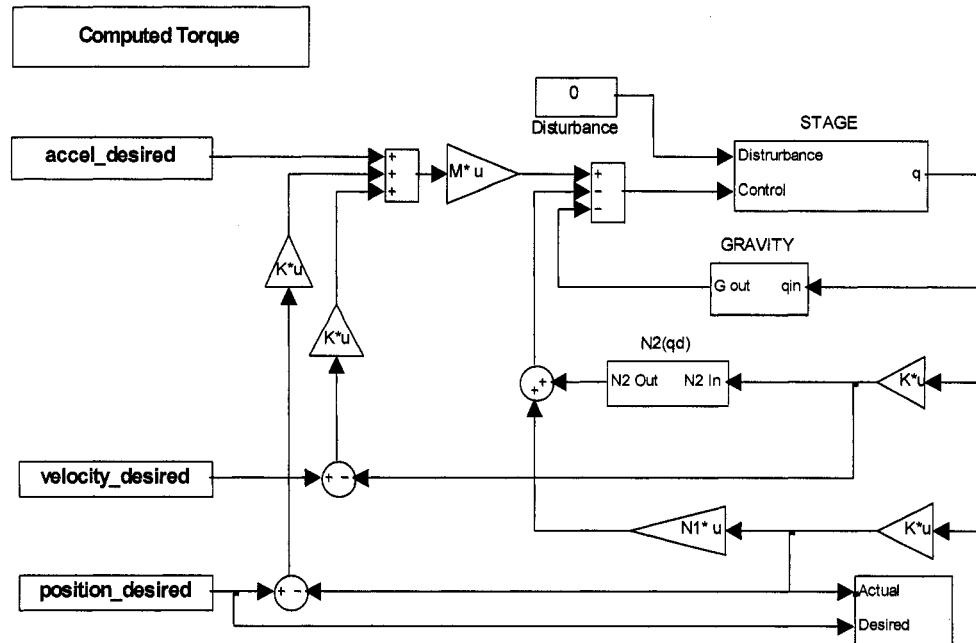 Computed Torque
0
Disturbance
STAGE
accel_desired
+
+
+
M* u
+
−
−
Distrurbance
Control
q
GRAVITY
K*u
G out
qin
K*u
N2(qd)
+
+
N2 Out
N2 In
K*u
velocity_desired
+
−
N1* u
K*u
position_desired
+
−
Actual
Desired